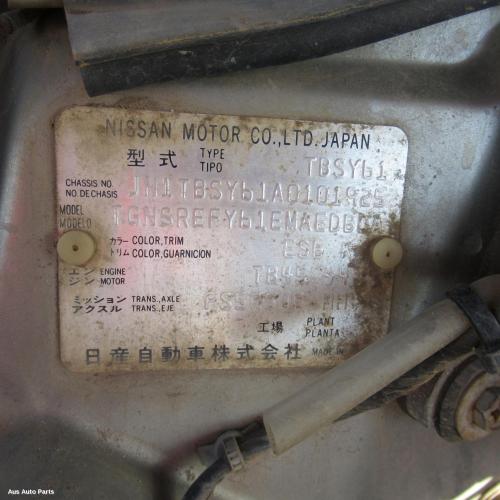 NISSAN MOTOR CO.,LTD.JAPAN
型式 TYPE TIPO TBSY61
CHASSIS NO. NO.DE CHASIS JN1TBSY61A0101925
MODEL MODELO
カラー COLOR,TRIM
トリム COLOR,GUARNICION
エンジン ENGINE MOTOR
ミッション TRANS.,AXLE
アクスル TRANS.,EJE
工場 PLANT PLANTA
日産自動車株式会社 MADE IN
Aus Auto Parts